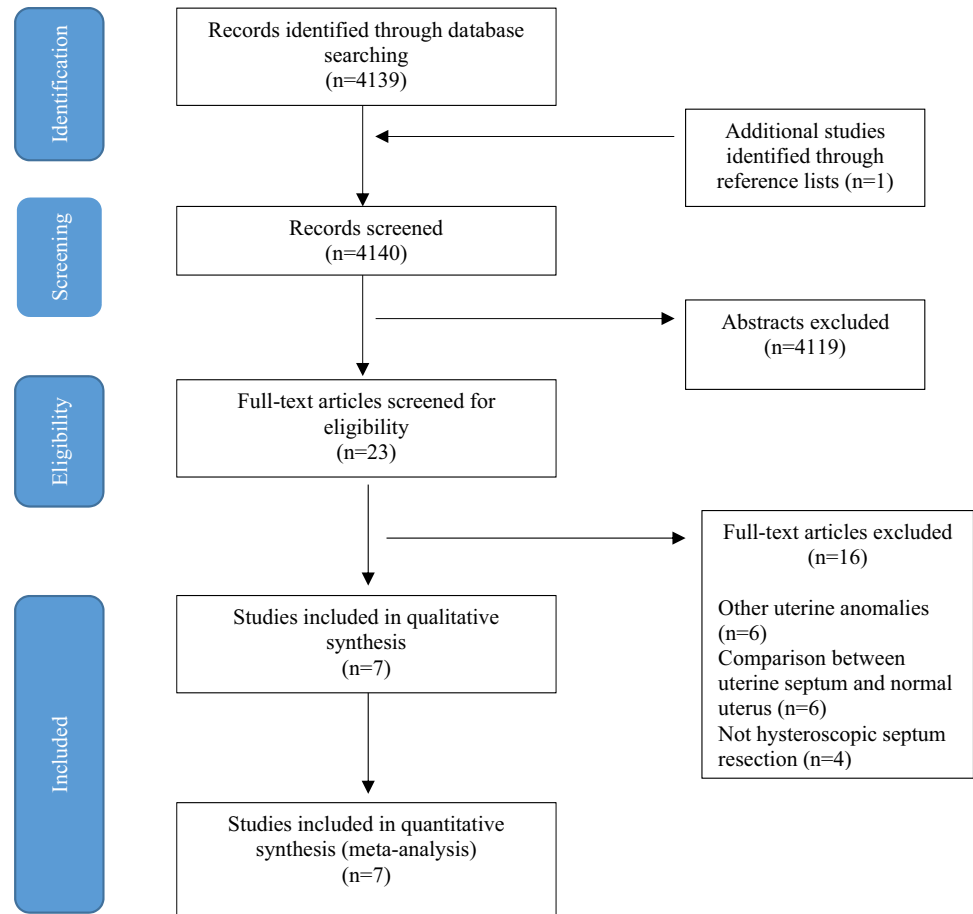 Identification
Records identified through database
searching
(n=4139)
Additional studies
identified through
reference lists (n=1)
Screening
Records screened
(n=4140)
Abstracts excluded
(n=4119)
Eligibility
Full-text articles screened for
eligibility
(n=23)
Full-text articles excluded
(n=16)
Other uterine anomalies
(n=6)
Comparison between
uterine septum and normal
uterus (n=6)
Not hysteroscopic septum
resection (n=4)
Included
Studies included in qualitative
synthesis
(n=7)
Studies included in quantitative
synthesis (meta-analysis)
(n=7)